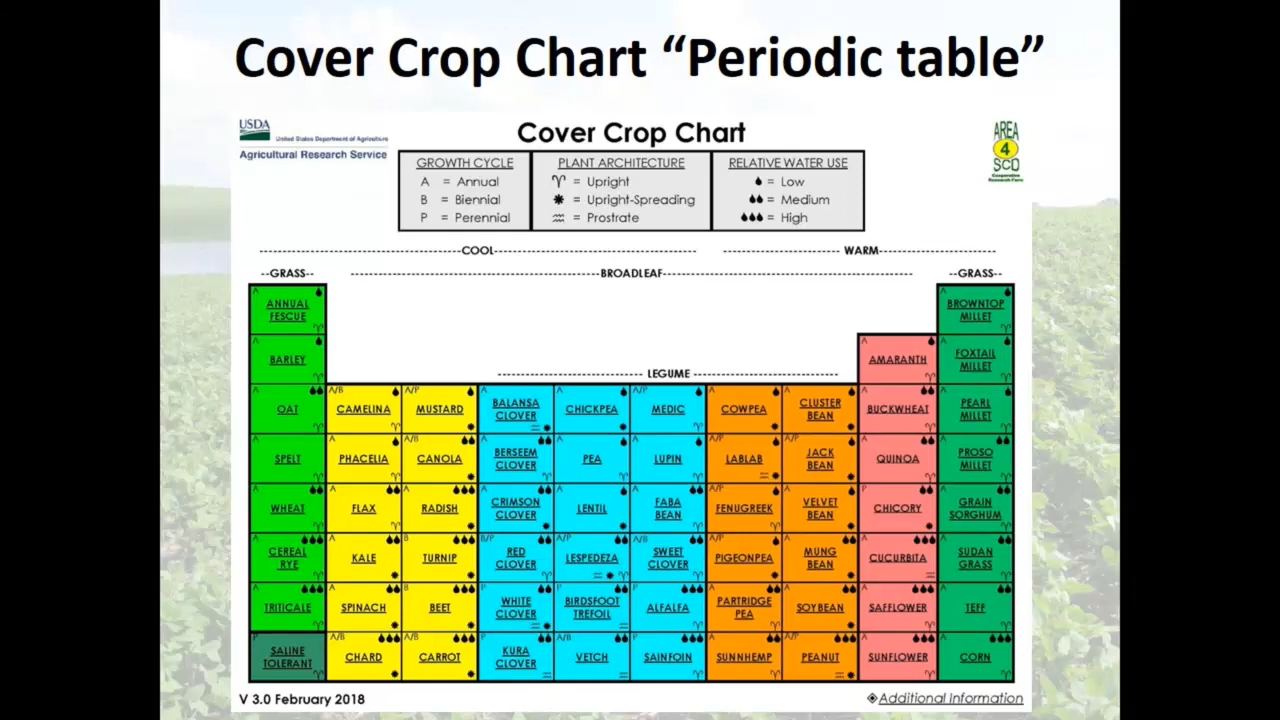 Cover Crop Chart “Periodic table”
USDA
United States Department of Agriculture
Agricultural Research Service
Cover Crop Chart
AREA
4
SCD
Cooperative
Research Farm
GROWTH CYCLE
A = Annual
B = Biennial
P = Perennial
PLANT ARCHITECTURE
= Upright
= Upright-Spreading
= Prostrate
RELATIVE WATER USE
= Low
= Medium
= High
COOL
WARM
GRASS
BROADLEAF
GRASS
A
ANNUAL
FESCUE
A
BROWNTOP
MILLET
A
BARLEY
A
AMARANTH
A
FOXTAIL
MILLET
LEGUME
A
OAT
A/B
CAMELINA
A/P
MUSTARD
A
BALANSA
CLOVER
A
CHICKPEA
A/P
MEDIC
A
COWPEA
A
CLUSTER
BEAN
A
BUCKWHEAT
A
PEARL
MILLET
A
SPELT
A
PHACELIA
A/B
CANOLA
A
BERSEEM
CLOVER
A
PEA
A
LUPIN
A/P
LABLAB
A/P
JACK
BEAN
A
QUINOA
A
PROSO
MILLET
A
WHEAT
A
FLAX
A
RADISH
A
CRIMSON
CLOVER
A
LENTIL
A
FABA
BEAN
A/P
FENUGREEK
A
VELVET
BEAN
P
CHICORY
A
GRAIN
SORGHUM
A
CEREAL
RYE
A
KALE
B
TURNIP
B/P
RED
CLOVER
A/P
LESPEDEZA
A/B
SWEET
CLOVER
A/P
PIGEONPEA
A
MUNG
BEAN
A
CUCURBITA
A
SUDAN
GRASS
A
TRITICALE
A
SPINACH
B
BEET
P
WHITE
CLOVER
P
BIRDSFOOT
TREFOIL
P
ALFALFA
A
PARTRIDGE
PEA
A
SOYBEAN
A
SAFFLOWER
A
TEFF
P
SALINE
TOLERANT
A/B
CHARD
A/B
CARROT
P
KURA
CLOVER
A/B
VETCH
P
SAINFOIN
A
SUNNHEMP
A/P
PEANUT
A
SUNFLOWER
A
CORN
V 3.0 February 2018
Additional Information